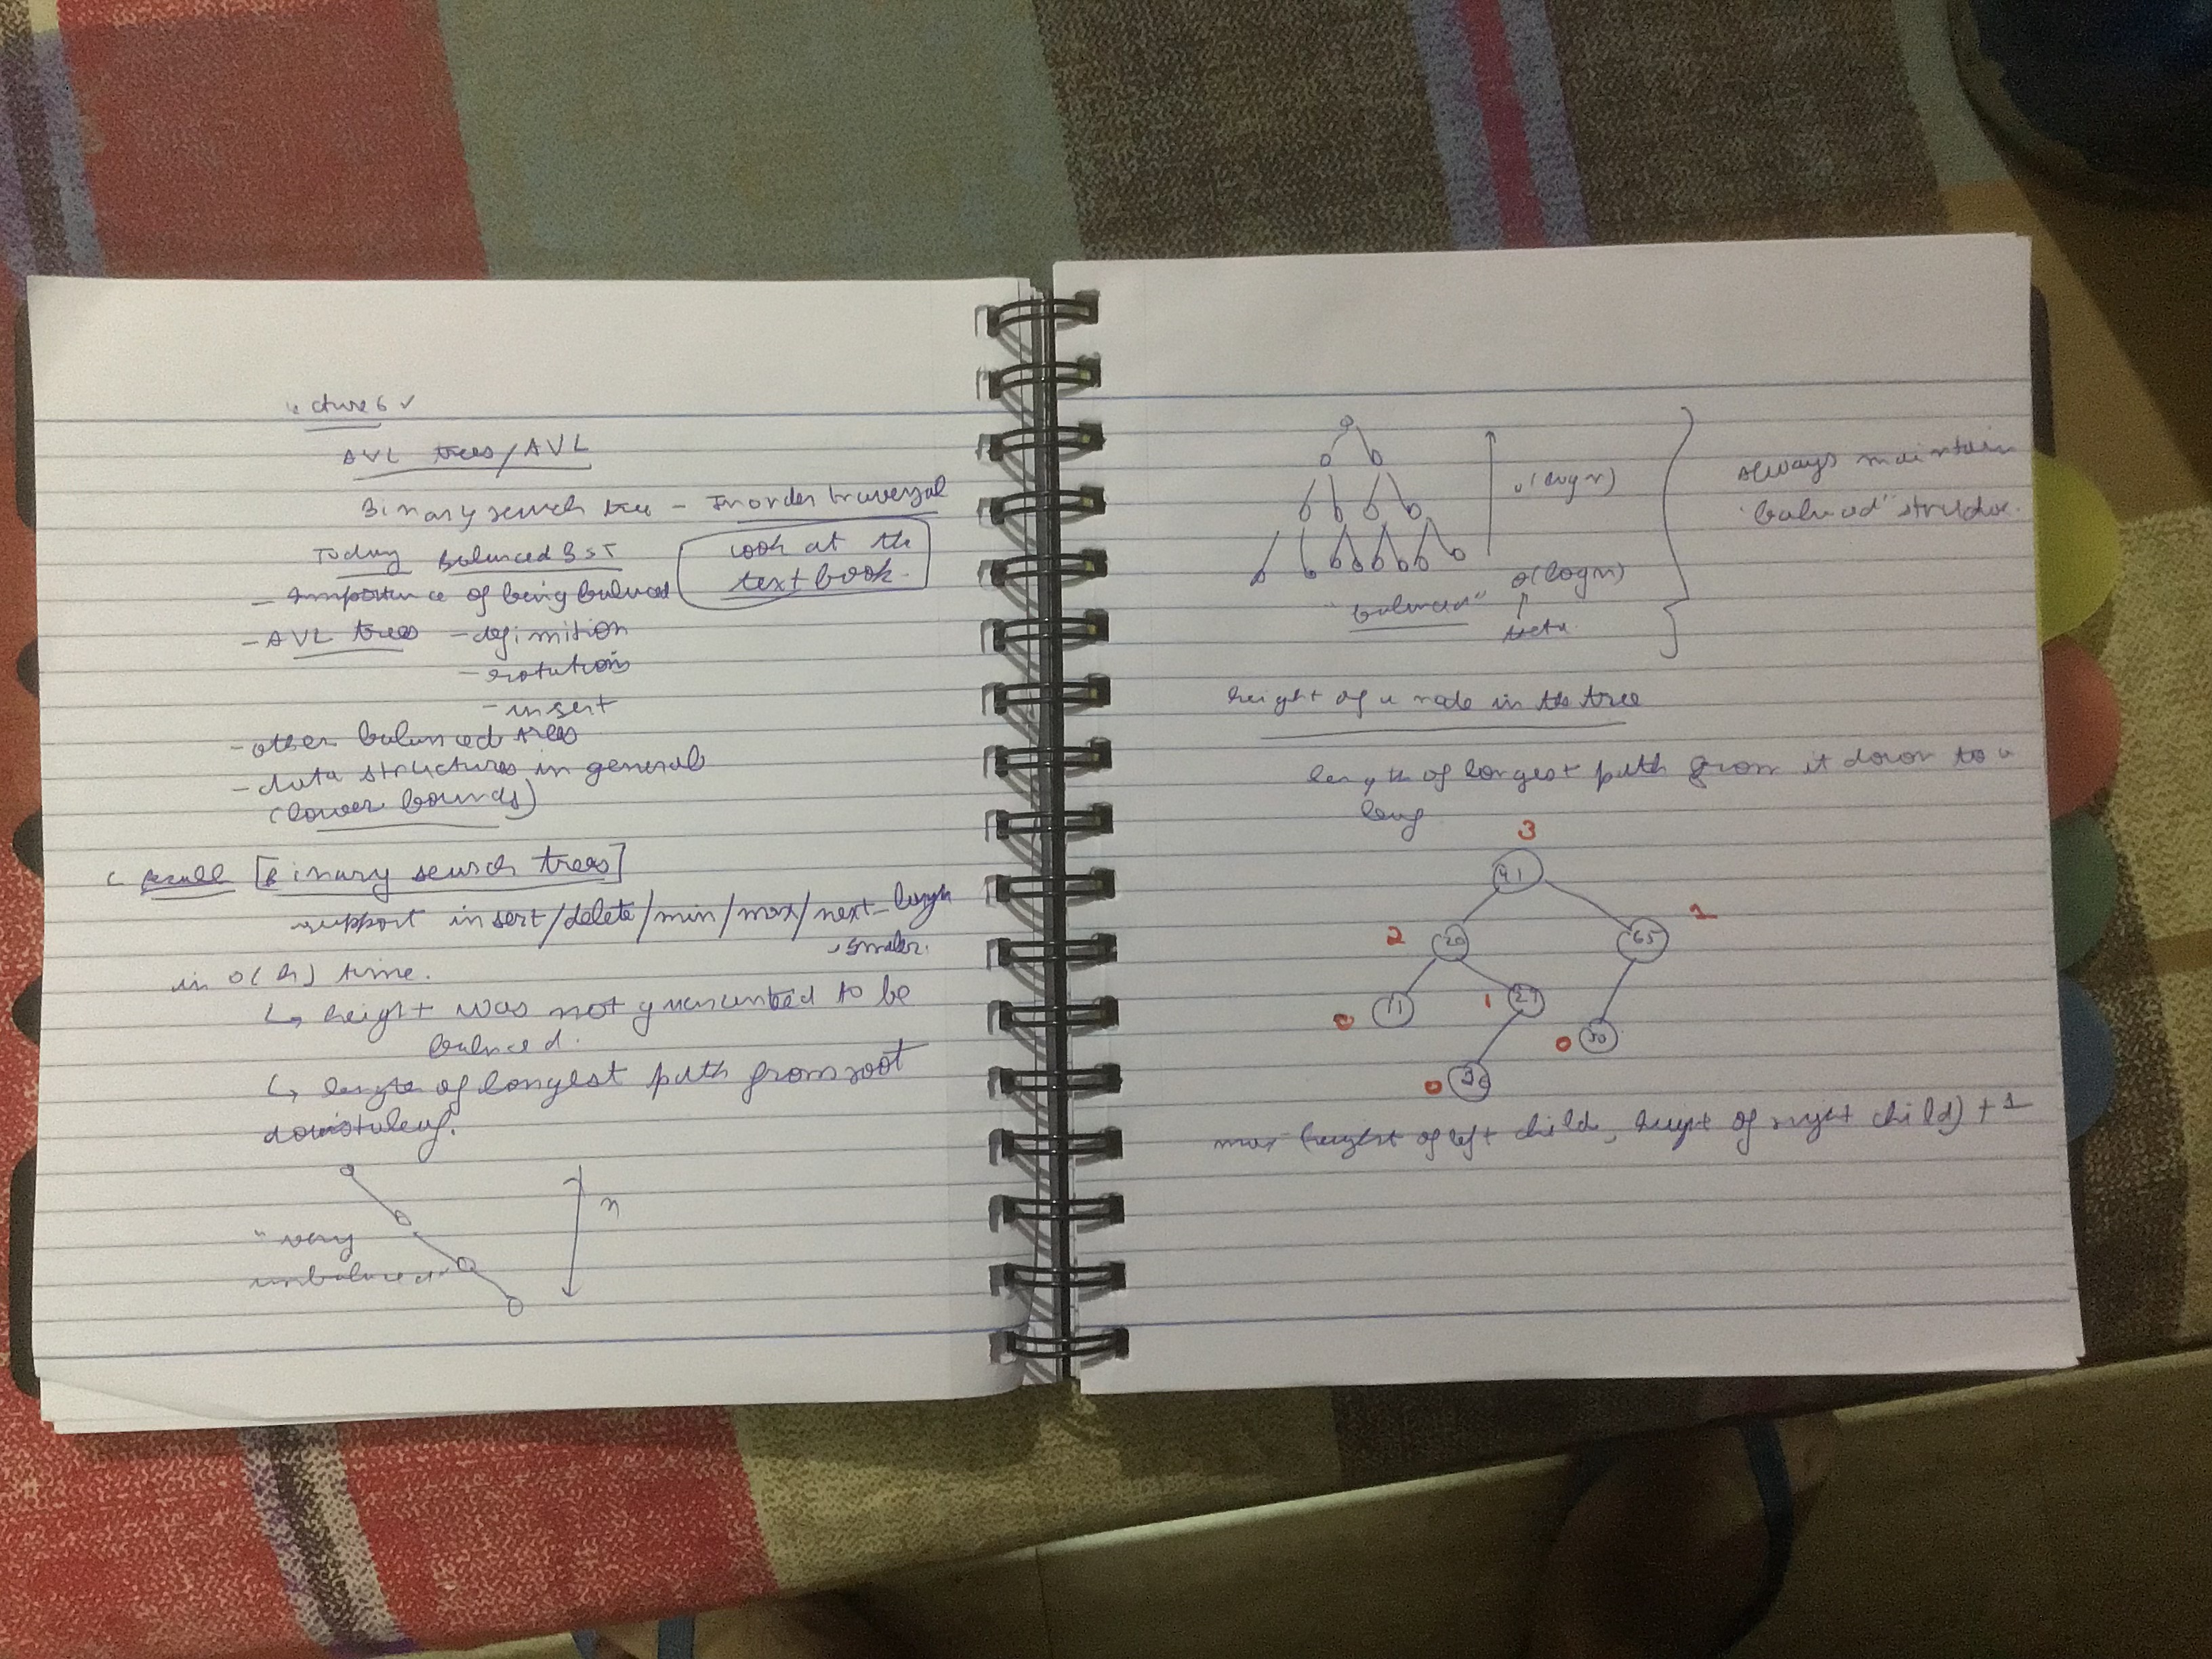 Lecture 6 ✓
AVL trees/AVL
Binary search tree - Inorder traversal
Today Balanced BST
look at the
textbook.
- Importance of being balanced
- AVL trees - definition
- rotations
- insert
- other balanced trees
- data structures in general
(lower bounds)
Recall [Binary search trees]
support insert/delete/min/max/next-larger
, smaller.
in O(h) time.
↳ height was not guaranteed to be
balanced.
↳ length of longest path from root
down to leaf.
"very
unbalanced"
n
O(log n)
Always maintain
"balanced" structure.
θ(log n)
"balanced"
↑
theta
height of a node in the tree
length of longest path from it down to a
leaf
3
41
2
20
65
1
0
11
1
29
0
50
0
26
max (height of left child, height of right child) + 1